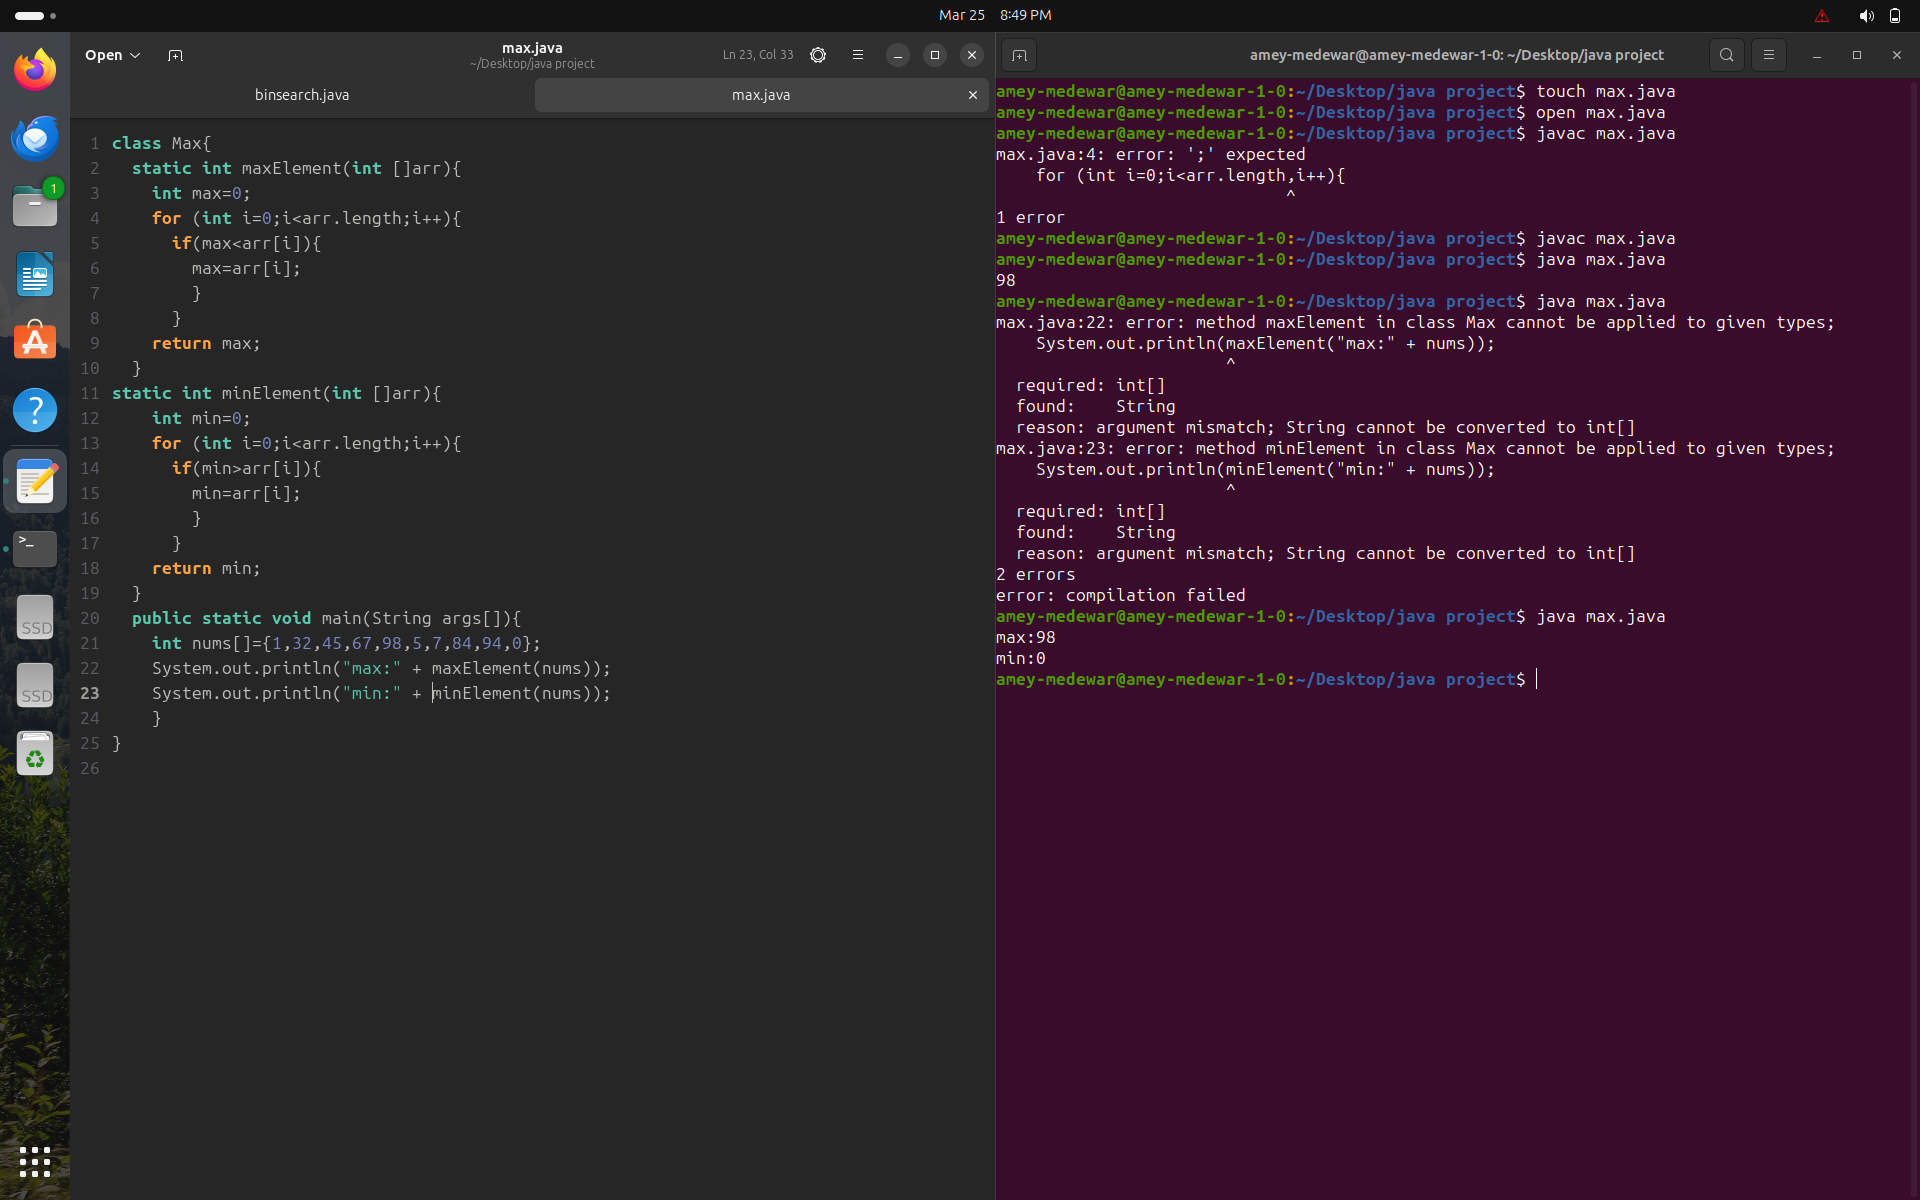 Mar 25 8:49 PM
Open
max.java
~/Desktop/java project
Ln 23, Col 33
binsearch.java
max.java
1 class Max{
2   static int maxElement(int []arr){
3     int max=0;
4     for (int i=0;i<arr.length;i++){
5       if(max<arr[i]){
6         max=arr[i];
7         }
8       }
9     return max;
10   }
11 static int minElement(int []arr){
12     int min=0;
13     for (int i=0;i<arr.length;i++){
14       if(min>arr[i]){
15         min=arr[i];
16         }
17       }
18     return min;
19   }
20   public static void main(String args[]){
21     int nums[]={1,32,45,67,98,5,7,84,94,0};
22     System.out.println("max:" + maxElement(nums));
23     System.out.println("min:" + minElement(nums));
24     }
25 }
26
1
?
>_
SSD
SSD
amey-medewar@amey-medewar-1-0: ~/Desktop/java project
amey-medewar@amey-medewar-1-0:~/Desktop/java project$ touch max.java
amey-medewar@amey-medewar-1-0:~/Desktop/java project$ open max.java
amey-medewar@amey-medewar-1-0:~/Desktop/java project$ javac max.java
max.java:4: error: ';' expected
    for (int i=0;i<arr.length,i++){
                             ^
1 error
amey-medewar@amey-medewar-1-0:~/Desktop/java project$ javac max.java
amey-medewar@amey-medewar-1-0:~/Desktop/java project$ java max.java
98
amey-medewar@amey-medewar-1-0:~/Desktop/java project$ java max.java
max.java:22: error: method maxElement in class Max cannot be applied to given types;
    System.out.println(maxElement("max:" + nums));
                       ^
  required: int[]
  found:    String
  reason: argument mismatch; String cannot be converted to int[]
max.java:23: error: method minElement in class Max cannot be applied to given types;
    System.out.println(minElement("min:" + nums));
                       ^
  required: int[]
  found:    String
  reason: argument mismatch; String cannot be converted to int[]
2 errors
error: compilation failed
amey-medewar@amey-medewar-1-0:~/Desktop/java project$ java max.java
max:98
min:0
amey-medewar@amey-medewar-1-0:~/Desktop/java project$